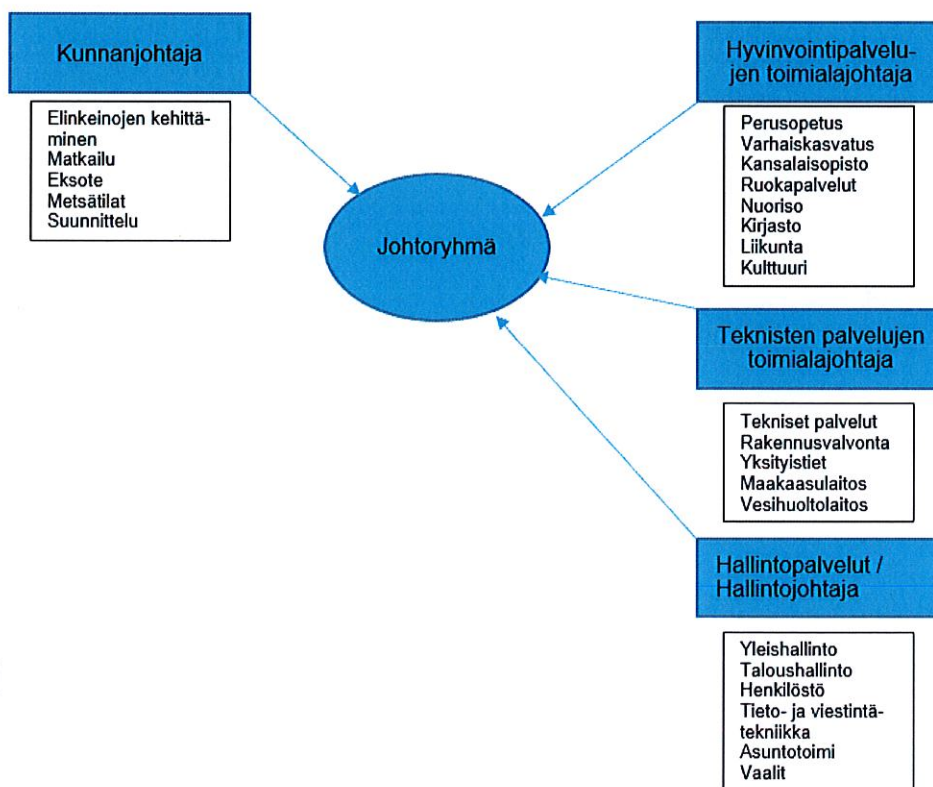 Kunnanjohtaja
Elinkeinojen kehittä-
minen
Matkailu
Eksote
Metsätilat
Suunnittelu
Johtoryhmä
Hyvinvointipalvelu-
jen toimialajohtaja
Perusopetus
Varhaiskasvatus
Kansalaisopisto
Ruokapalvelut
Nuoriso
Kirjasto
Liikunta
Kulttuuri
Teknisten palvelujen
toimialajohtaja
Tekniset palvelut
Rakennusvalvonta
Yksityistiet
Maakaasulaitos
Vesihuoltolaitos
Hallintopalvelut /
Hallintojohtaja
Yleishallinto
Taloushallinto
Henkilöstö
Tieto- ja viestintä-
tekniikka
Asuntotoimi
Vaalit